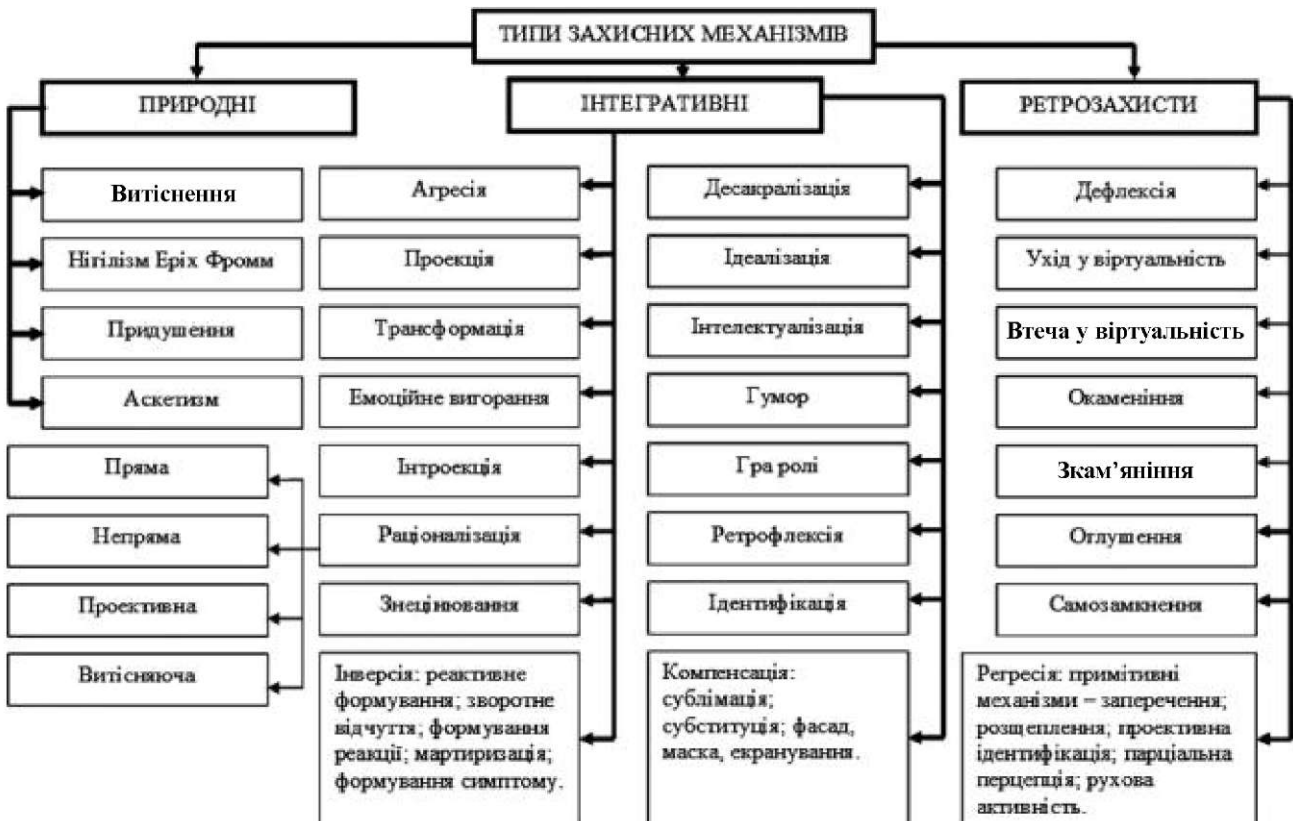 ТИПИ ЗАХИСНИХ МЕХАНІЗМІВ
ПРИРОДНІ
ІНТЕГРАТИВНІ
РЕТРОЗАХИСТИ
Витіснення
Нігілізм Еріх Фромм
Придушення
Аскетизм
Пряма
Непряма
Проективна
Витісняюча
Агресія
Проекція
Трансформація
Емоційне вигорання
Інтроекція
Раціоналізація
Знецінювання
Інверсія: реактивне
формування; зворотне
відчуття; формування
реакції; мартиризація;
формування симптому.
Десакралізація
Ідеалізація
Інтелектуалізація
Гумор
Гра ролі
Ретрофлексія
Ідентифікація
Компенсація:
сублімація;
субституція; фасад,
маска, екранування.
Дефлексія
Ухід у віртуальність
Втеча у віртуальність
Окаменіння
Зкам’яніння
Оглушення
Самозамкнення
Регресія: примітивні
механізми – заперечення;
розщеплення; проективна
ідентифікація; парціальна
перцепція; рухова
активність.